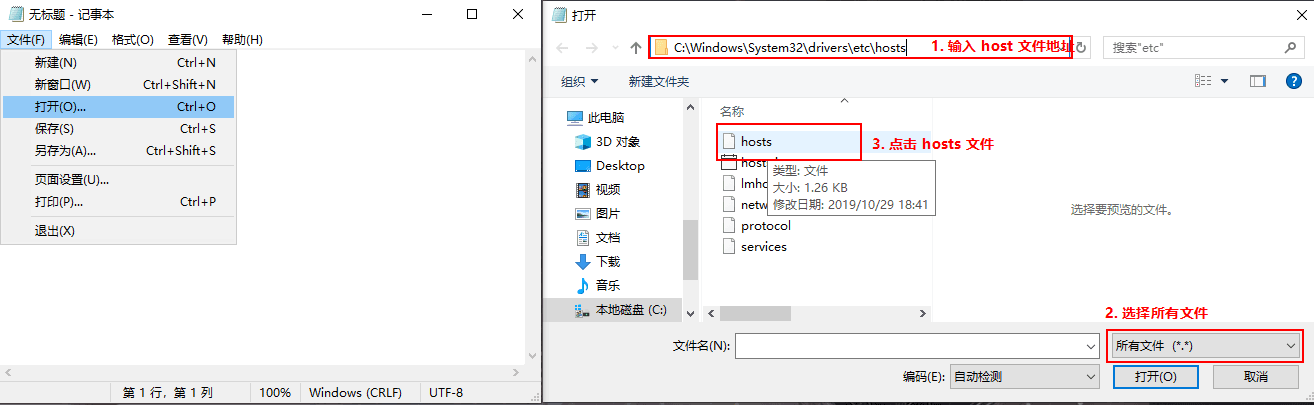 无标题 - 记事本
文件(F) 编辑(E) 格式(O) 查看(V) 帮助(H)
新建(N) Ctrl+N
新窗口(W) Ctrl+Shift+N
打开(O)... Ctrl+O
保存(S) Ctrl+S
另存为(A)... Ctrl+Shift+S
页面设置(U)...
打印(P)... Ctrl+P
退出(X)
第 1 行，第 1 列 100% Windows (CRLF) UTF-8
打开
C:\Windows\System32\drivers\etc\hosts 1. 输入 host 文件地址 搜索"etc"
组织 新建文件夹
此电脑
3D 对象
Desktop
视频
图片
文档
下载
音乐
本地磁盘 (C:)
名称
hosts
3. 点击 hosts 文件
类型: 文件
大小: 1.26 KB
修改日期: 2019/10/29 18:41
protocol
services
选择要预览的文件。
2. 选择所有文件
文件名(N): 所有文件 (*.*)
编码(E): 自动检测 打开(O) 取消